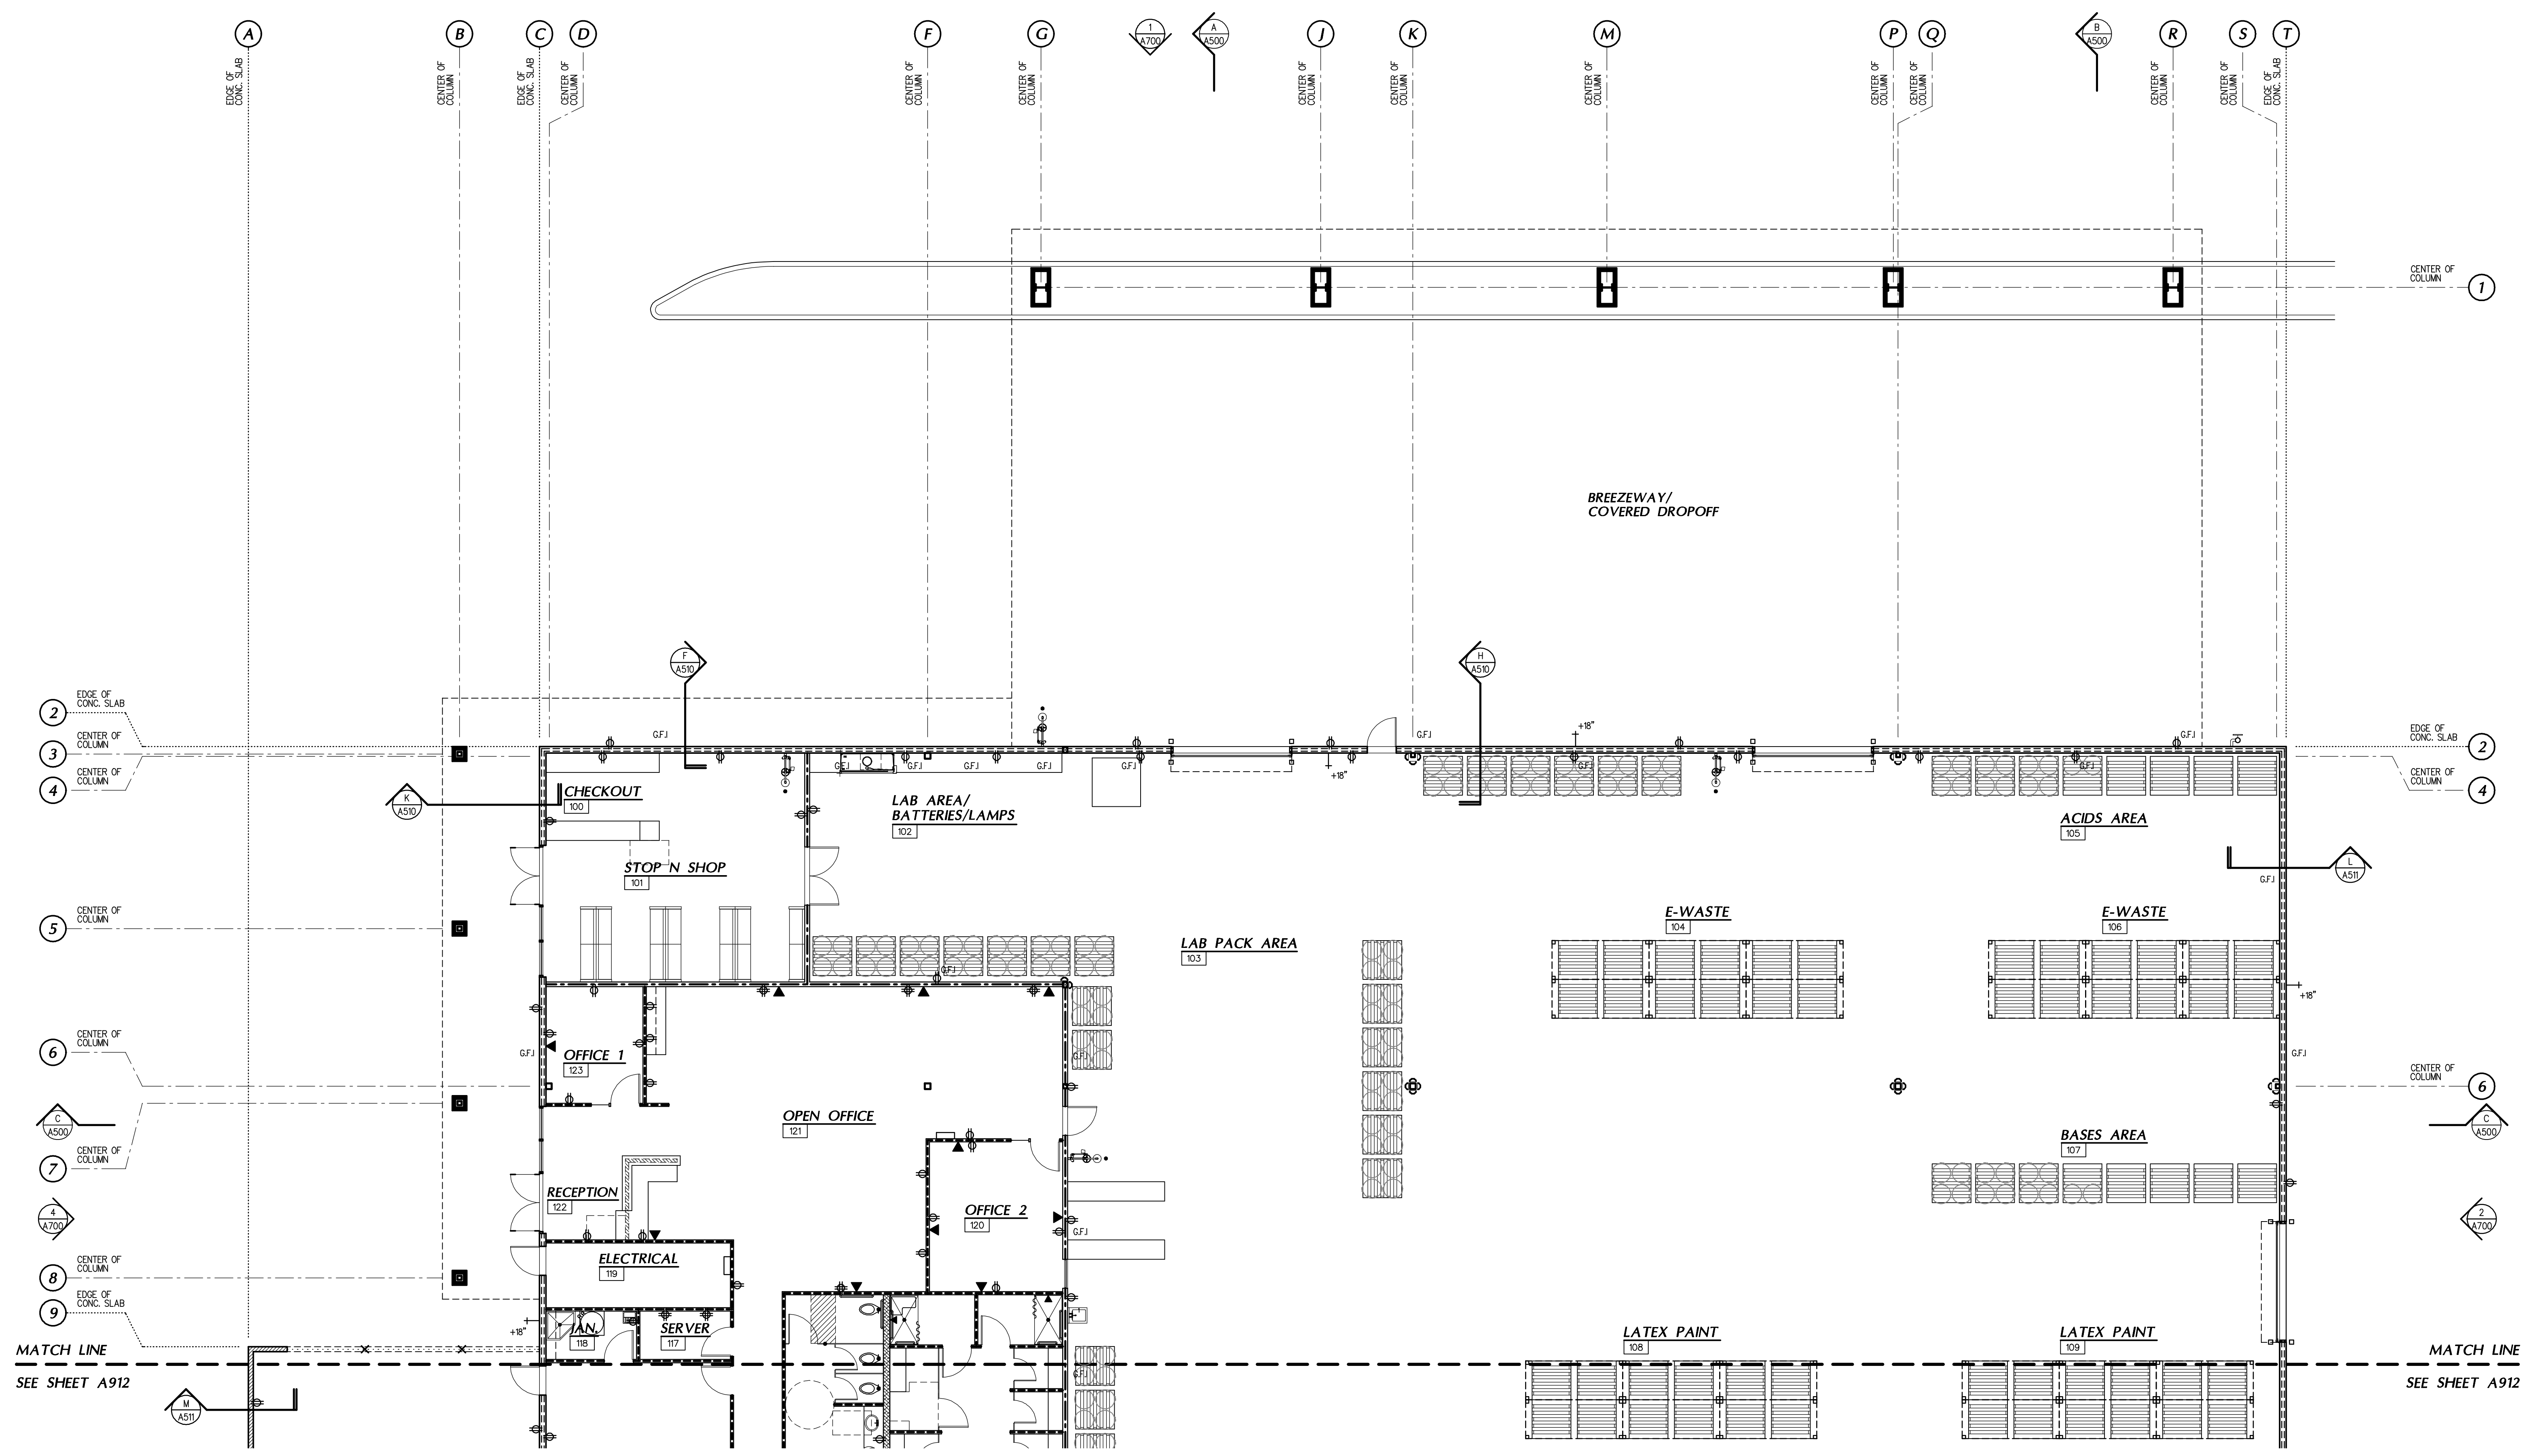 A
B
C
D
F
G
1
A700
A
A500
J
K
M
P
Q
B
A500
R
S
T
EDGE OF
CONC. SLAB
CENTER OF
COLUMN
EDGE OF
CONC. SLAB
CENTER OF
COLUMN
CENTER OF
COLUMN
CENTER OF
COLUMN
CENTER OF
COLUMN
CENTER OF
COLUMN
CENTER OF
COLUMN
CENTER OF
COLUMN
CENTER OF
COLUMN
CENTER OF
COLUMN
CENTER OF
COLUMN
EDGE OF
CONC. SLAB
CENTER OF
COLUMN
1
BREEZEWAY/
COVERED DROPOFF
F
A510
H
A510
EDGE OF
CONC. SLAB
2
CENTER OF
COLUMN
3
CENTER OF
COLUMN
4
G.F.I
+18"
G.F.I
G.F.I
EDGE OF
CONC. SLAB
2
CENTER OF
COLUMN
4
G.F.I
G.F.I
G.F.I
G.F.I
G.F.I
+18"
G.F.I
G.F.I
K
A510
CHECKOUT
100
LAB AREA/
BATTERIES/LAMPS
102
ACIDS AREA
105
STOP N SHOP
101
L
A511
G.F.I
CENTER OF
COLUMN
5
E-WASTE
104
E-WASTE
106
LAB PACK AREA
103
G.F.I
+18"
CENTER OF
COLUMN
6
G.F.I
OFFICE 1
123
G.F.I
G.F.I
CENTER OF
COLUMN
6
C
A500
OPEN OFFICE
121
C
A500
BASES AREA
107
CENTER OF
COLUMN
7
RECEPTION
122
4
A700
OFFICE 2
120
G.F.I
2
A700
CENTER OF
COLUMN
8
ELECTRICAL
119
EDGE OF
CONC. SLAB
9
+18"
JAN.
118
SERVER
117
LATEX PAINT
108
LATEX PAINT
109
MATCH LINE
MATCH LINE
SEE SHEET A912
G.F.I
SEE SHEET A912
M
A511